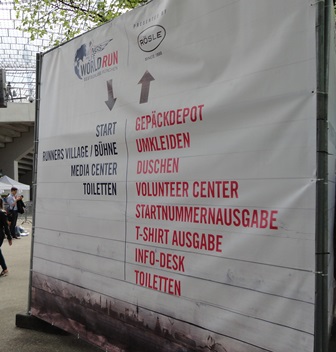 WORLD RUN
RÖSLE
START
RUNNERS VILLAGE / BÜHNE
MEDIA CENTER
TOILETTEN
GEPÄCKDEPOT
UMKLEIDEN
DUSCHEN
VOLUNTEER CENTER
STARTNUMMERNAUSGABE
T-SHIRT AUSGABE
INFO-DESK
TOILETTEN